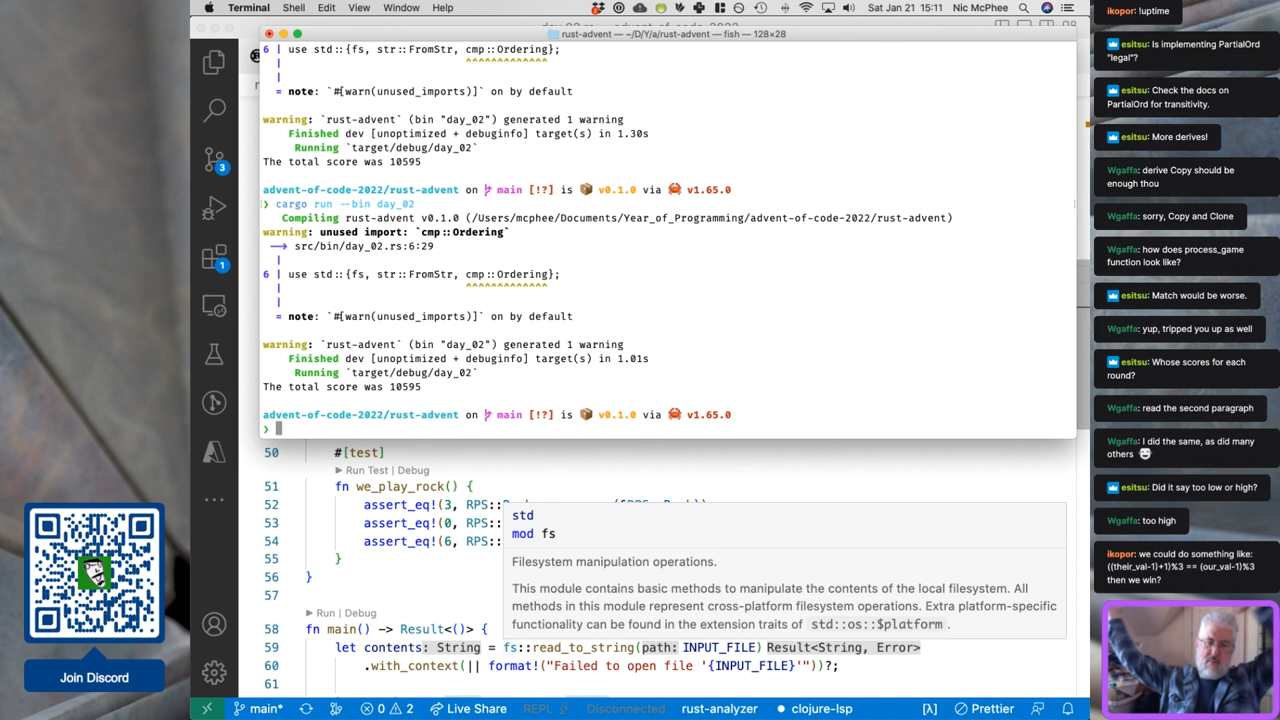 Terminal Shell Edit View Window Help Sat Jan 21 15:11 Nic McPhee
rust-advent — ~/D/Y/a/rust-advent — fish — 128×28
6 | use std::{fs, str::FromStr, cmp::Ordering};
| ^^^^^^^^^^^^^
|
= note: `#[warn(unused_imports)]` on by default
warning: `rust-advent` (bin "day_02") generated 1 warning
Finished dev [unoptimized + debuginfo] target(s) in 1.30s
Running `target/debug/day_02`
The total score was 10595
advent-of-code-2022/rust-advent on main [!?] is 📦 v0.1.0 via 🦀 v1.65.0
❯ cargo run --bin day_02
Compiling rust-advent v0.1.0 (/Users/mcphee/Documents/Year_of_Programming/advent-of-code-2022/rust-advent)
warning: unused import: `cmp::Ordering`
--> src/bin/day_02.rs:6:29
|
6 | use std::{fs, str::FromStr, cmp::Ordering};
| ^^^^^^^^^^^^^
|
= note: `#[warn(unused_imports)]` on by default
warning: `rust-advent` (bin "day_02") generated 1 warning
Finished dev [unoptimized + debuginfo] target(s) in 1.01s
Running `target/debug/day_02`
The total score was 10595
advent-of-code-2022/rust-advent on main [!?] is 📦 v0.1.0 via 🦀 v1.65.0
❯
3
1
50 #[test]
▶ Run Test | Debug
51 fn we_play_rock() {
52 assert_eq!(3, RPS::
53 assert_eq!(0, RPS::
54 assert_eq!(6, RPS::
55 }
56 }
57
▶ Run | Debug
58 fn main() -> Result<()> {
59 let contents: String = fs::read_to_string(path: INPUT_FILE) Result<String, Error>
60 .with_context(|| format!("Failed to open file '{INPUT_FILE}'"))?;
61
std
mod fs
Filesystem manipulation operations.
This module contains basic methods to manipulate the contents of the local filesystem. All
methods in this module represent cross-platform filesystem operations. Extra platform-specific
functionality can be found in the extension traits of std::os::$platform .
main* 0 2 Live Share REPL Disconnected rust-analyzer clojure-lsp [λ] Prettier
Join Discord
ikopor: !uptime
esitsu: Is implementing PartialOrd
"legal"?
esitsu: Check the docs on
PartialOrd for transitivity.
esitsu: More derives!
Wgaffa: derive Copy should be
enough thou
Wgaffa: sorry, Copy and Clone
Wgaffa: how does process_game
function look like?
esitsu: Match would be worse.
Wgaffa: yup, tripped you up as well
esitsu: Whose scores for each
round?
Wgaffa: read the second paragraph
Wgaffa: I did the same, as did many
others
esitsu: Did it say too low or high?
Wgaffa: too high
ikopor: we could do something like:
((their_val-1)+1)%3 == (our_val-1)%3
then we win?